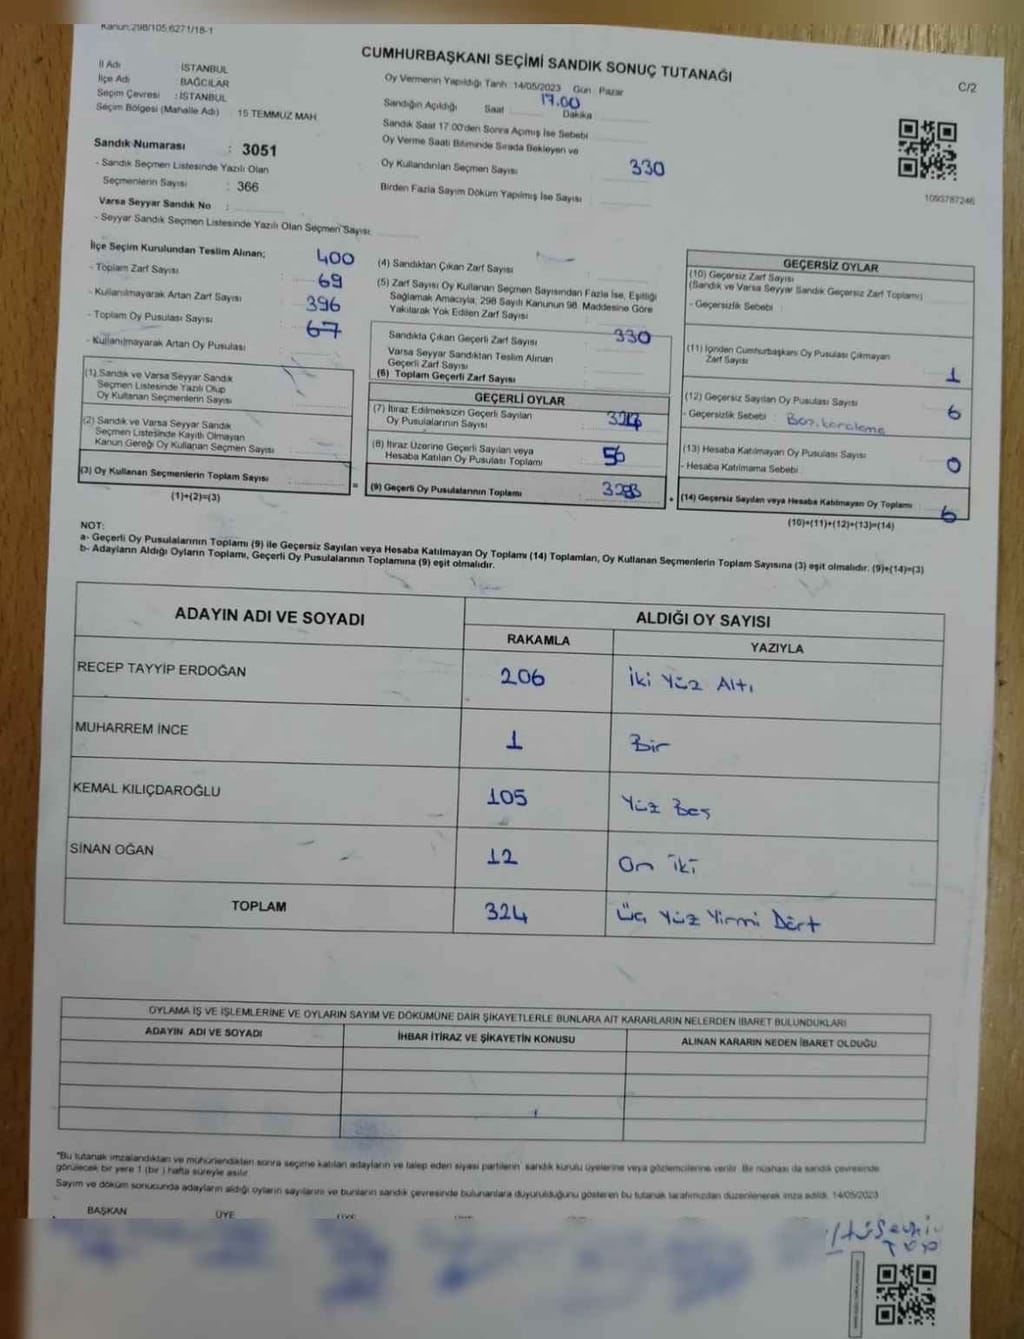 Kanun:298/105,6271/18-1
CUMHURBAŞKANI SEÇİMİ SANDIK SONUÇ TUTANAĞI
C/2
İl Adı : İSTANBUL
İlçe Adı : BAĞCILAR
Seçim Çevresi : İSTANBUL
Seçim Bölgesi (Mahalle Adı) : 15 TEMMUZ MAH.
Oy Vermenin Yapıldığı Tarih : 14/05/2023 Gün : Pazar
Sandığın Açıldığı Saat 17.00 Dakika
Sandık Saat 17.00'den Sonra Açmış İse Sebebi
Oy Verme Saati Bitiminde Sırada Bekleyen ve
Oy Kullandırılan Seçmen Sayısı 330
Birden Fazla Sayım Döküm Yapılmış İse Sayısı
1093787246
Sandık Numarası : 3051
- Sandık Seçmen Listesinde Yazılı Olan
Seçmenlerin Sayısı : 366
Varsa Seyyar Sandık No :
- Seyyar Sandık Seçmen Listesinde Yazılı Olan Seçmen Sayısı:
İlçe Seçim Kurulundan Teslim Alınan;
- Toplam Zarf Sayısı 400
- Kullanılmayarak Artan Zarf Sayısı 69
- Toplam Oy Pusulası Sayısı 396
- Kullanılmayarak Artan Oy Pusulası 67
(1) Sandık ve Varsa Seyyar Sandık
Seçmen Listesinde Yazılı Olup
Oy Kullanan Seçmenlerin Sayısı
(2) Sandık ve Varsa Seyyar Sandık
Seçmen Listesinde Kayıtlı Olmayan
Kanun Gereği Oy Kullanan Seçmen Sayısı
(3) Oy Kullanan Seçmenlerin Toplam Sayısı
(1)+(2)=(3)
(4) Sandıktan Çıkan Zarf Sayısı
(5) Zarf Sayısı Oy Kullanan Seçmen Sayısından Fazla İse, Eşitliği
Sağlamak Amacıyla, 298 Sayılı Kanunun 98. Maddesine Göre
Yakılarak Yok Edilen Zarf Sayısı
Sandıkta Çıkan Geçerli Zarf Sayısı 330
Varsa Seyyar Sandıktan Teslim Alınan
Geçerli Zarf Sayısı
(6) Toplam Geçerli Zarf Sayısı
GEÇERLİ OYLAR
(7) İtiraz Edilmeksizin Geçerli Sayılan
Oy Pusulalarının Sayısı
(8) İtiraz Üzerine Geçerli Sayılan veya
Hesaba Katılan Oy Pusulası Toplamı
= (9) Geçerli Oy Pusulalarının Toplamı
GEÇERSİZ OYLAR
(10) Geçersiz Zarf Sayısı
(Sandık ve Varsa Seyyar Sandık Geçersiz Zarf Toplamı)
- Geçersizlik Sebebi :
(11) İçinden Cumhurbaşkanı Oy Pusulası Çıkmayan
Zarf Sayısı 1
(12) Geçersiz Sayılan Oy Pusulası Sayısı 6
- Geçersizlik Sebebi :
(13) Hesaba Katılmayan Oy Pusulası Sayısı 0
- Hesaba Katılmama Sebebi
+ (14) Geçersiz Sayılan veya Hesaba Katılmayan Oy Toplamı 6
(10)+(11)+(12)+(13)=(14)
NOT:
a- Geçerli Oy Pusulalarının Toplamı (9) ile Geçersiz Sayılan veya Hesaba Katılmayan Oy Toplamı (14) Toplamları, Oy Kullanan Seçmenlerin Toplam Sayısına (3) eşit olmalıdır. (9)+(14)=(3)
b- Adayların Aldığı Oyların Toplamı, Geçerli Oy Pusulalarının Toplamına (9) eşit olmalıdır.
ADAYIN ADI VE SOYADI
ALDIĞI OY SAYISI
RAKAMLA YAZIYLA
RECEP TAYYİP ERDOĞAN 206 İki Yüz Altı
MUHARREM İNCE 1 Bir
KEMAL KILIÇDAROĞLU 105 Yüz Beş
SİNAN OĞAN 12 On İki
TOPLAM 324 Üç Yüz Yirmi Dört
OYLAMA İŞ VE İŞLEMLERİNE VE OYLARIN SAYIM VE DÖKÜMÜNE DAİR ŞİKAYETLERLE BUNLARA AİT KARARLARIN NELERDEN İBARET BULUNDUKLARI
ADAYIN ADI VE SOYADI İHBAR İTİRAZ VE ŞİKAYETİN KONUSU ALINAN KARARIN NEDEN İBARET OLDUĞU
*Bu tutanak imzalandıktan ve mühürlendikten sonra seçime katılan adayların ve talep eden siyasi partilerin sandık kurulu üyelerine veya gözlemcilerine verilir. Bir nüshası da sandık çevresinde
görülecek bir yere 1 (bir) hafta süreyle asılır.
Sayım ve döküm sonucunda adayların aldığı oyların sayılarını ve bunların sandık çevresinde bulunanlara duyurulduğunu gösteren bu tutanak tarafımızdan düzenlenerek imza edildi. 14/05/2023
BAŞKAN ÜYE ÜYE